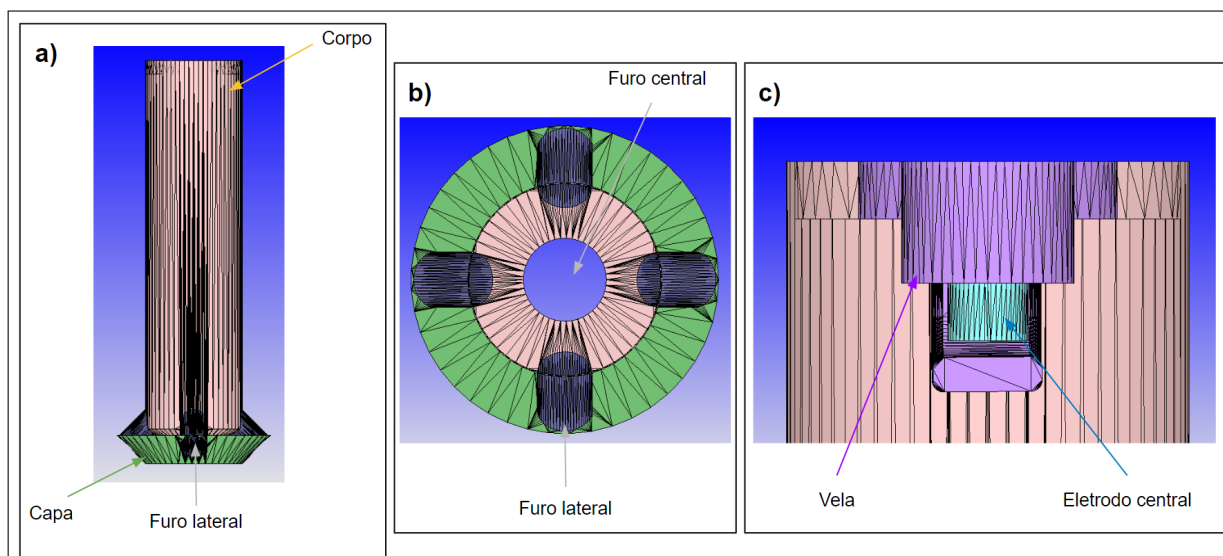 a)
Corpo
Capa
Furo lateral
b)
Furo central
Furo lateral
c)
Vela
Eletrodo central